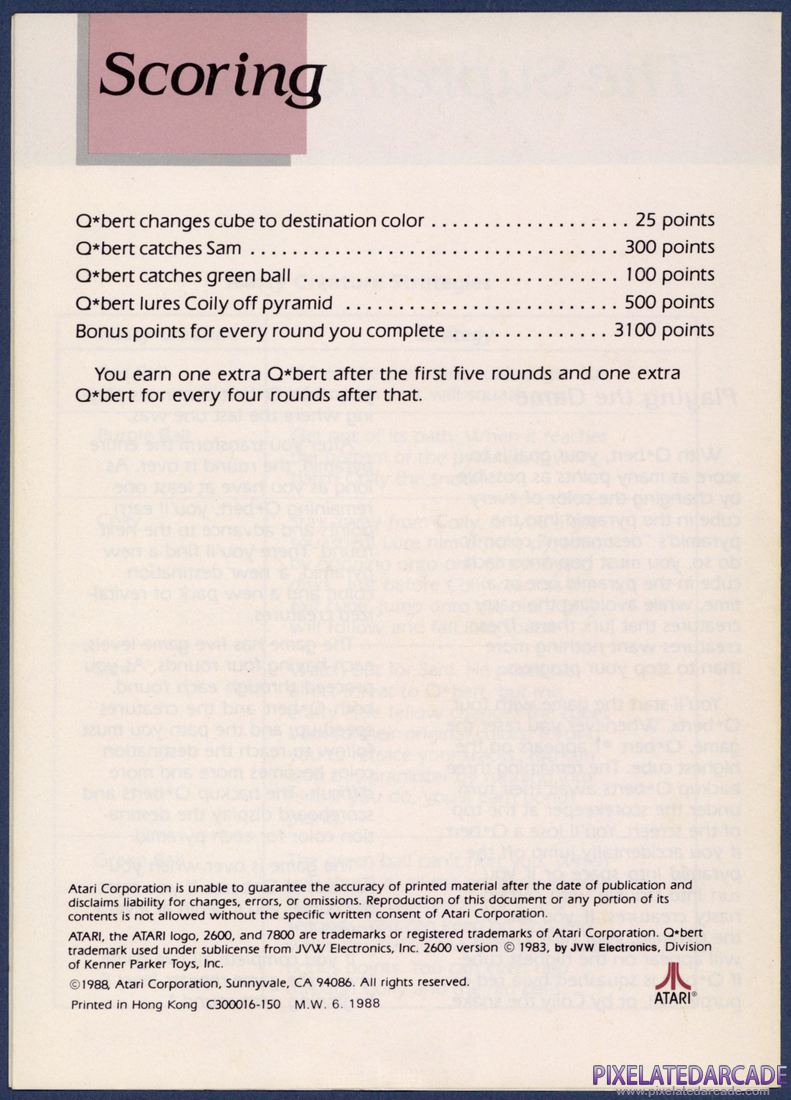 Scoring
Q*bert changes cube to destination color . . . . . . . . . . . . . . . . . . . 25 points
Q*bert catches Sam . . . . . . . . . . . . . . . . . . . . . . . . . . . . 300 points
Q*bert catches green ball . . . . . . . . . . . . . . . . . . . . . . . . 100 points
Q*bert lures Coily off pyramid . . . . . . . . . . . . . . . . . . . . . 500 points
Bonus points for every round you complete . . . . . . . . . . . . 3100 points
You earn one extra Q*bert after the first five rounds and one extra
Q*bert for every four rounds after that.
Atari Corporation is unable to guarantee the accuracy of printed material after the date of publication and
disclaims liability for changes, errors, or omissions. Reproduction of this document or any portion of its
contents is not allowed without the specific written consent of Atari Corporation.
ATARI, the ATARI logo, 2600, and 7800 are trademarks or registered trademarks of Atari Corporation. Q*bert
trademark used under sublicense from JVW Electronics, Inc. 2600 version © 1983, by JVW Electronics, Division
of Kenner Parker Toys, Inc.
©1988, Atari Corporation, Sunnyvale, CA 94086. All rights reserved.
Printed in Hong Kong C300016-150 M.W. 6. 1988
ATARI®
PIXELATEDARCADE
www.pixelatedarcade.com